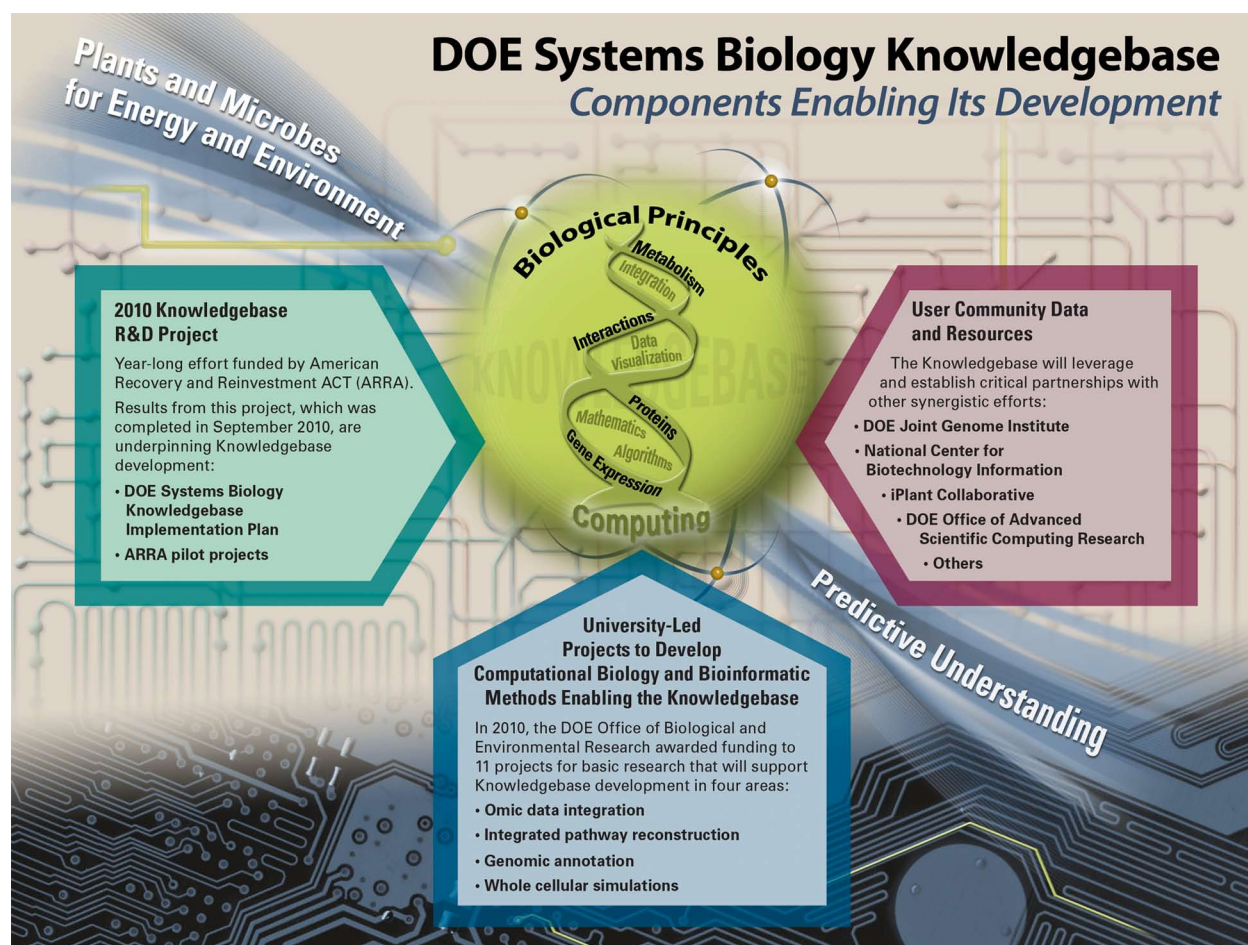 DOE Systems Biology Knowledgebase
Components Enabling Its Development
Plants and Microbes
for Energy and Environment
Biological Principles
Metabolism
Integration
Interactions
Data
Visualization
KNOWLEDGEBASE
Proteins
Mathematics
Algorithms
Gene Expression
Computing
2010 Knowledgebase
R&D Project
Year-long effort funded by American
Recovery and Reinvestment ACT (ARRA).
Results from this project, which was
completed in September 2010, are
underpinning Knowledgebase
development:
• DOE Systems Biology
Knowledgebase
Implementation Plan
• ARRA pilot projects
User Community Data
and Resources
The Knowledgebase will leverage
and establish critical partnerships with
other synergistic efforts:
• DOE Joint Genome Institute
• National Center for
Biotechnology Information
• iPlant Collaborative
• DOE Office of Advanced
Scientific Computing Research
• Others
University-Led
Projects to Develop
Computational Biology and Bioinformatic
Methods Enabling the Knowledgebase
In 2010, the DOE Office of Biological and
Environmental Research awarded funding to
11 projects for basic research that will support
Knowledgebase development in four areas:
• Omic data integration
• Integrated pathway reconstruction
• Genomic annotation
• Whole cellular simulations
Predictive Understanding